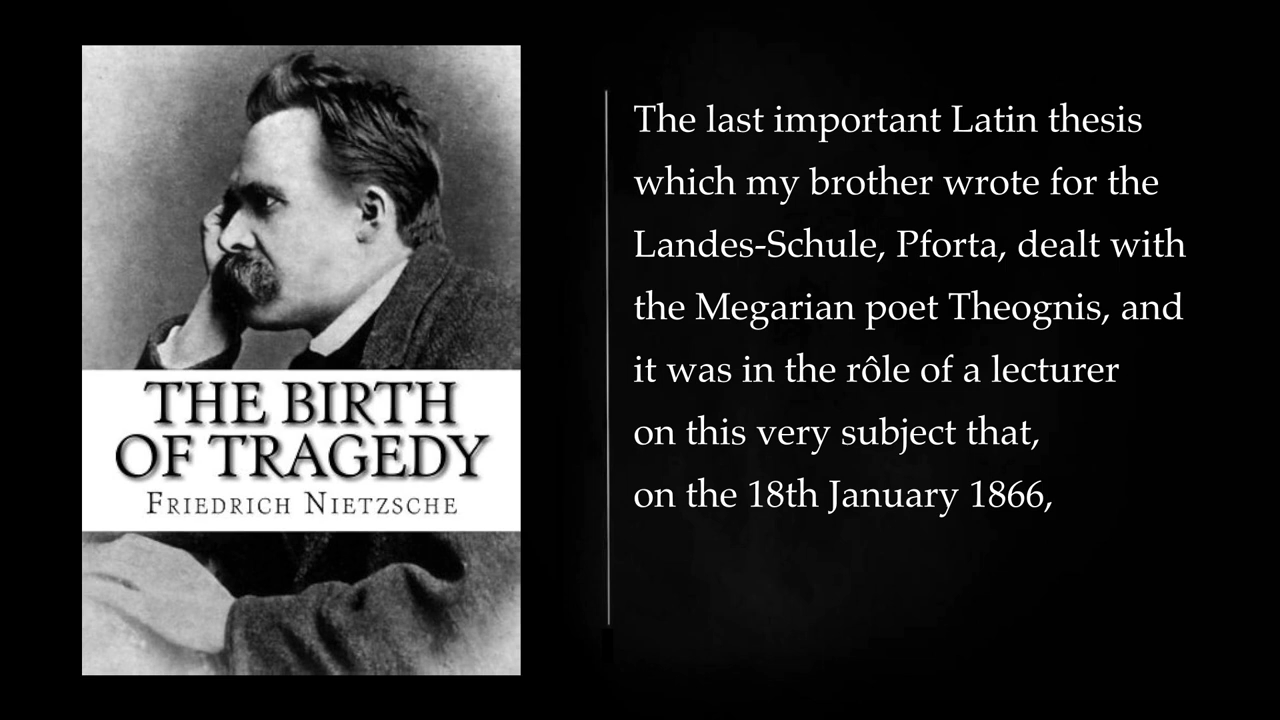 THE BIRTH
OF TRAGEDY
FRIEDRICH NIETZSCHE
The last important Latin thesis
which my brother wrote for the
Landes-Schule, Pforta, dealt with
the Megarian poet Theognis, and
it was in the rôle of a lecturer
on this very subject that,
on the 18th January 1866,